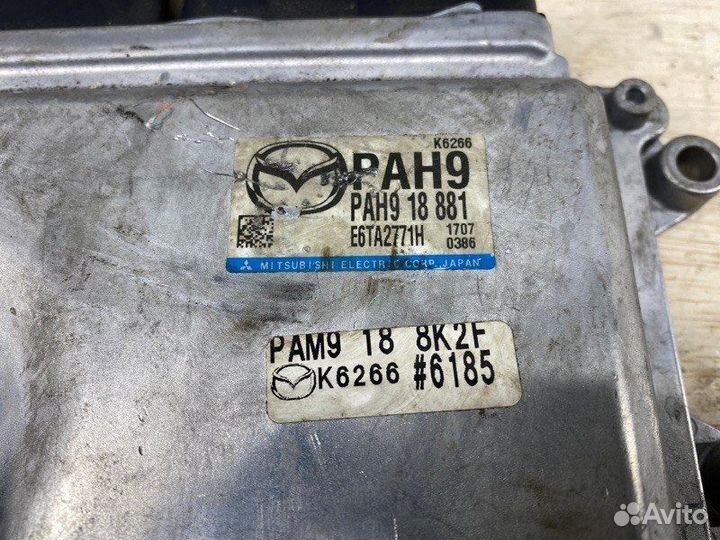 K6266
PAH9
PAH9 18 881
E6TA2771H 1707 0386
MITSUBISHI ELECTRIC CORP. JAPAN
PAM9 18 8K2F
K6266 #6185
Avito